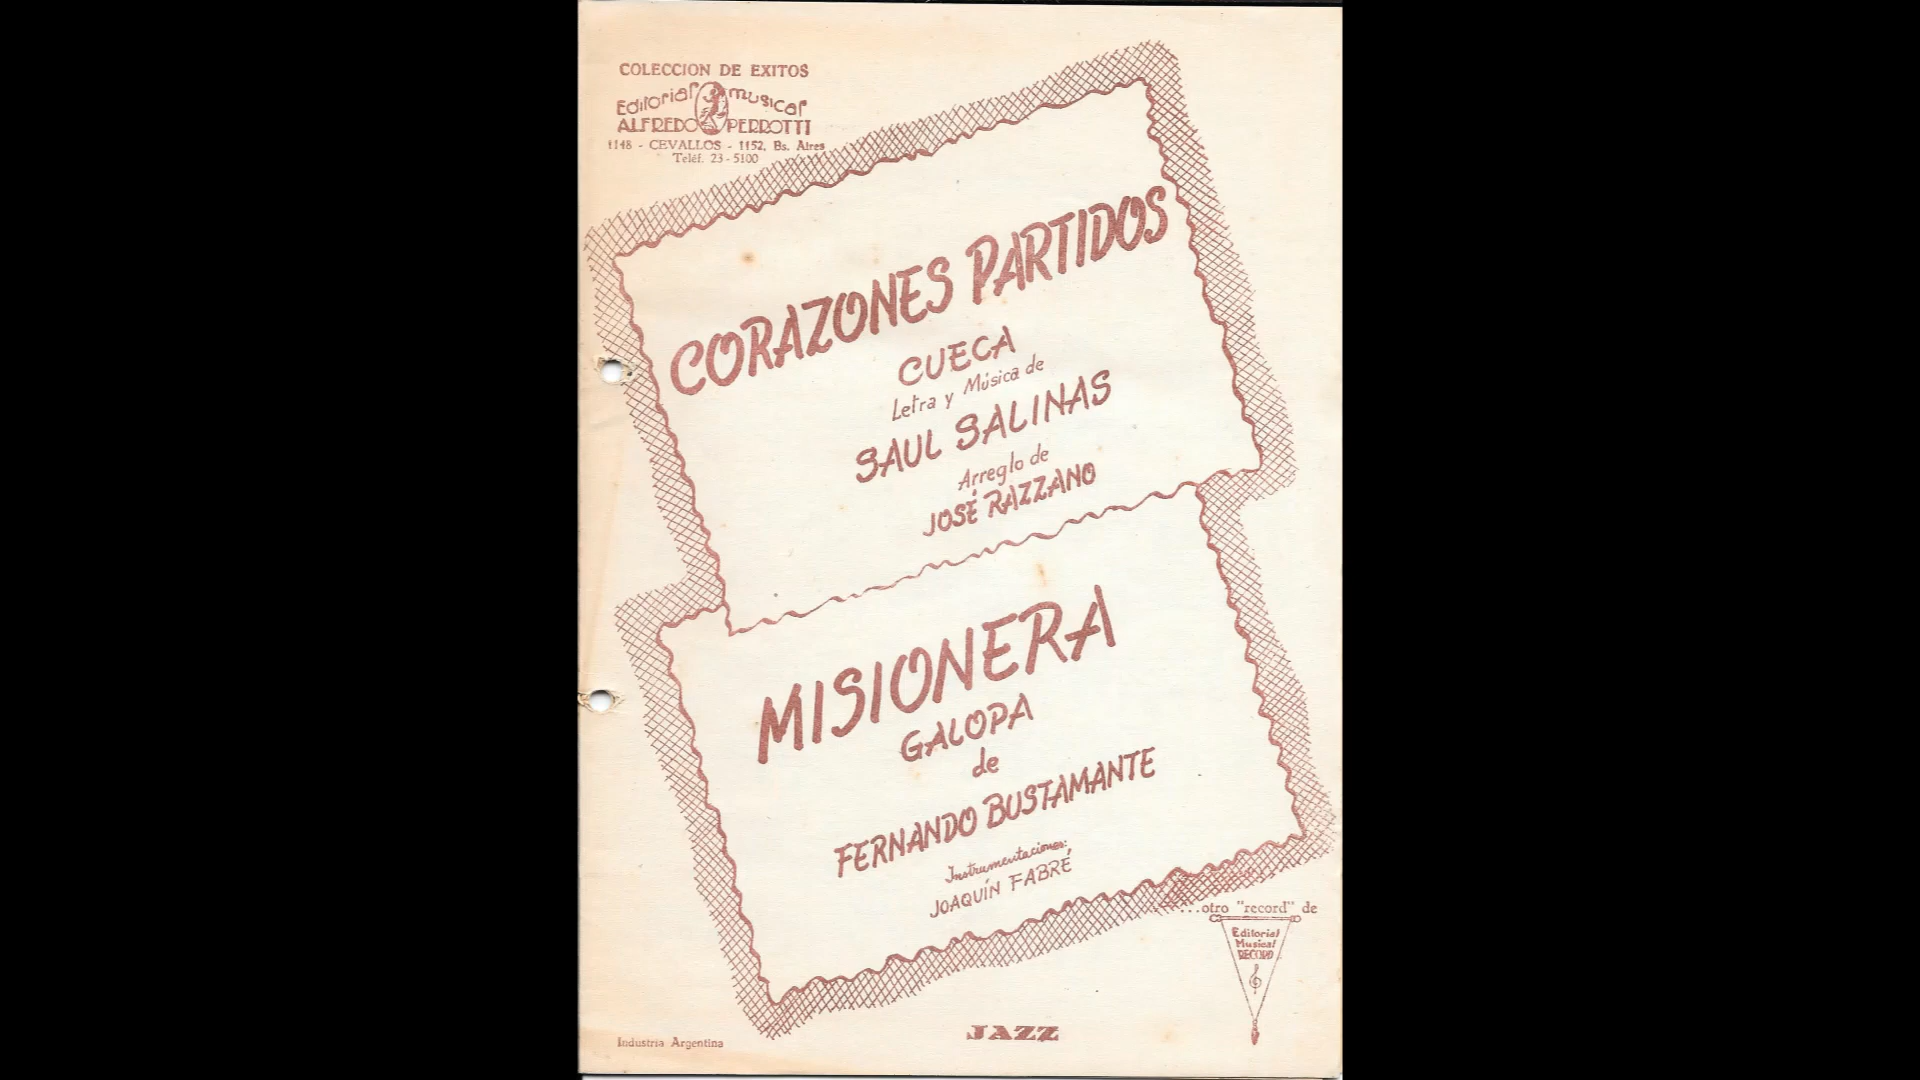 COLECCION DE EXITOS
Editorial musical
ALFREDO PERROTTI
1148 - CEVALLOS - 1152, Bs. Aires
Teléf. 23-5100
CORAZONES PARTIDOS
CUECA
Letra y Música de
SAUL SALINAS
Arreglo de
JOSÉ RAZZANO
MISIONERA
GALOPA
de
FERNANDO BUSTAMANTE
Instrumentaciones:
JOAQUÍN FABRÉ
...otro "record" de
Editorial
Musical
RECORD
JAZZ
Industria Argentina